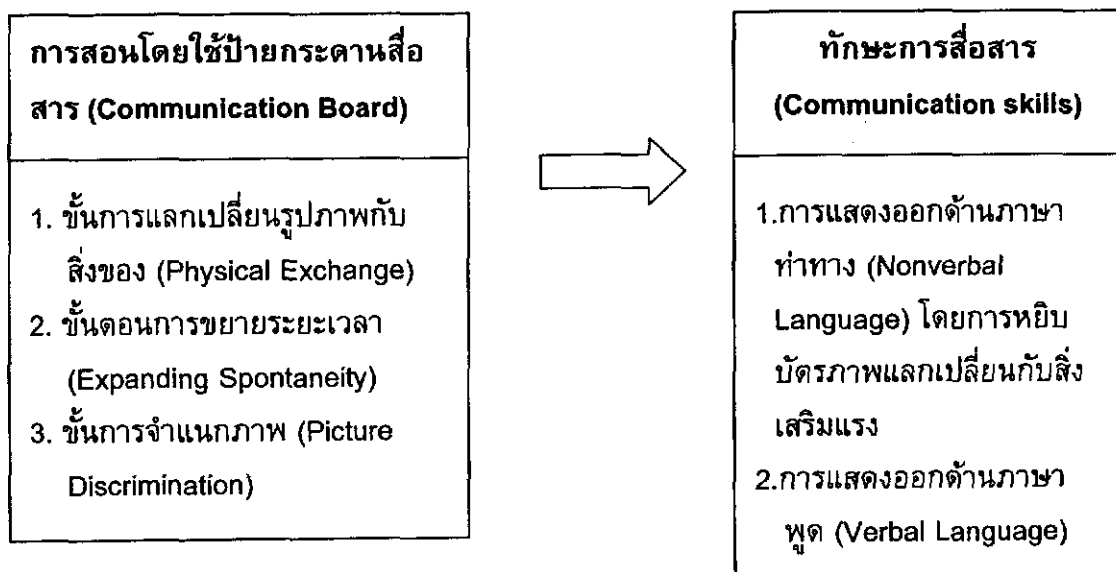 การสอนโดยใช้ป้ายกระดานสื่อ
สาร (Communication Board)
1. ขั้นการแลกเปลี่ยนรูปภาพกับ
สิ่งของ (Physical Exchange)
2. ขั้นตอนการขยายระยะเวลา
(Expanding Spontaneity)
3. ขั้นการจำแนกภาพ (Picture
Discrimination)
ทักษะการสื่อสาร
(Communication skills)
1.การแสดงออกด้านภาษา
ท่าทาง (Nonverbal
Language) โดยการหยิบ
บัตรภาพแลกเปลี่ยนกับสิ่ง
เสริมแรง
2.การแสดงออกด้านภาษา
พูด (Verbal Language)